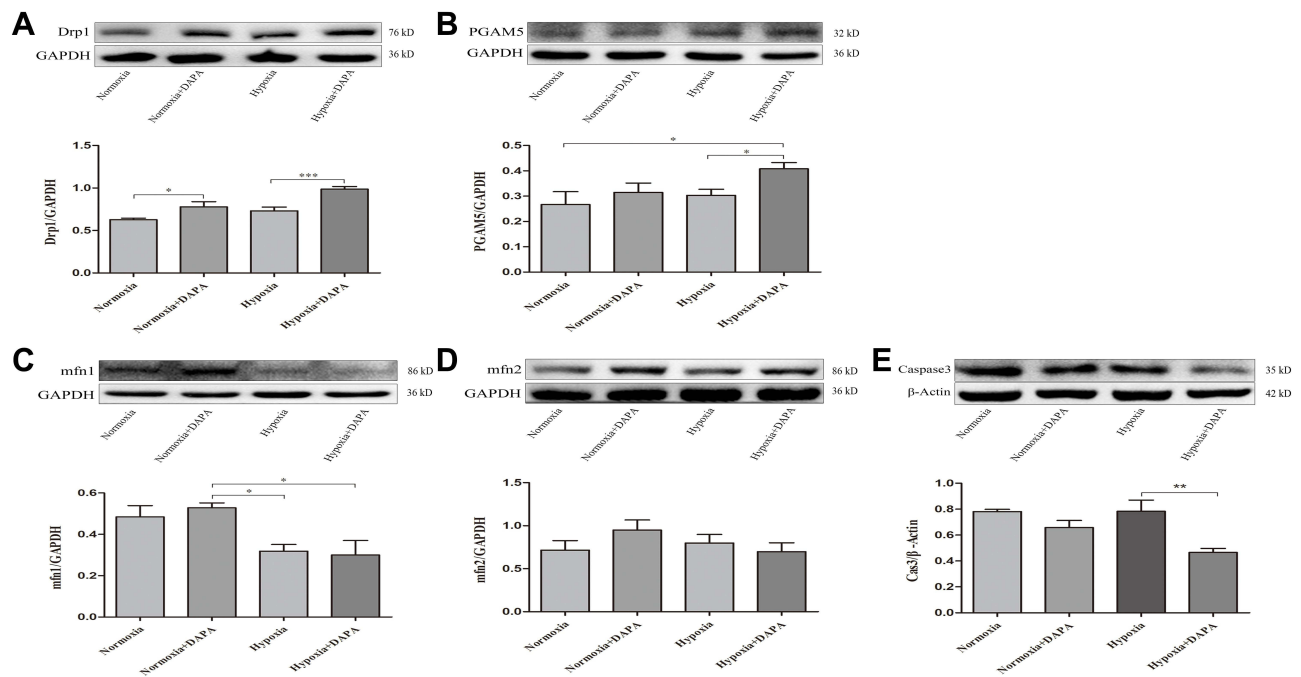 A
Drp1
76 kD
GAPDH
36 kD
Normoxia
Normoxia+DAPA
Hypoxia
Hypoxia+DAPA
1.5
1.0
0.5
0.0
Drp1/GAPDH
*
***
Normoxia
Normoxia+DAPA
Hypoxia
Hypoxia+DAPA
B
PGAM5
32 kD
GAPDH
36 kD
Normoxia
Normoxia+DAPA
Hypoxia
Hypoxia+DAPA
0.5
0.4
0.3
0.2
0.1
0.0
PGAM5/GAPDH
*
*
Normoxia
Normoxia+DAPA
Hypoxia
Hypoxia+DAPA
C
mfn1
86 kD
GAPDH
36 kD
Normoxia
Normoxia+DAPA
Hypoxia
Hypoxia+DAPA
0.6
0.4
0.2
0.0
mfn1/GAPDH
*
*
Normoxia
Normoxia+DAPA
Hypoxia
Hypoxia+DAPA
D
mfn2
86 kD
GAPDH
36 kD
Normoxia
Normoxia+DAPA
Hypoxia
Hypoxia+DAPA
1.5
1.0
0.5
0.0
mfn2/GAPDH
Normoxia
Normoxia+DAPA
Hypoxia
Hypoxia+DAPA
E
Caspase3
35 kD
β-Actin
42 kD
Normoxia
Normoxia+DAPA
Hypoxia
Hypoxia+DAPA
1.0
0.8
0.6
0.4
0.2
0.0
Cas3/β -Actin
**
Normoxia
Normoxia+DAPA
Hypoxia
Hypoxia+DAPA